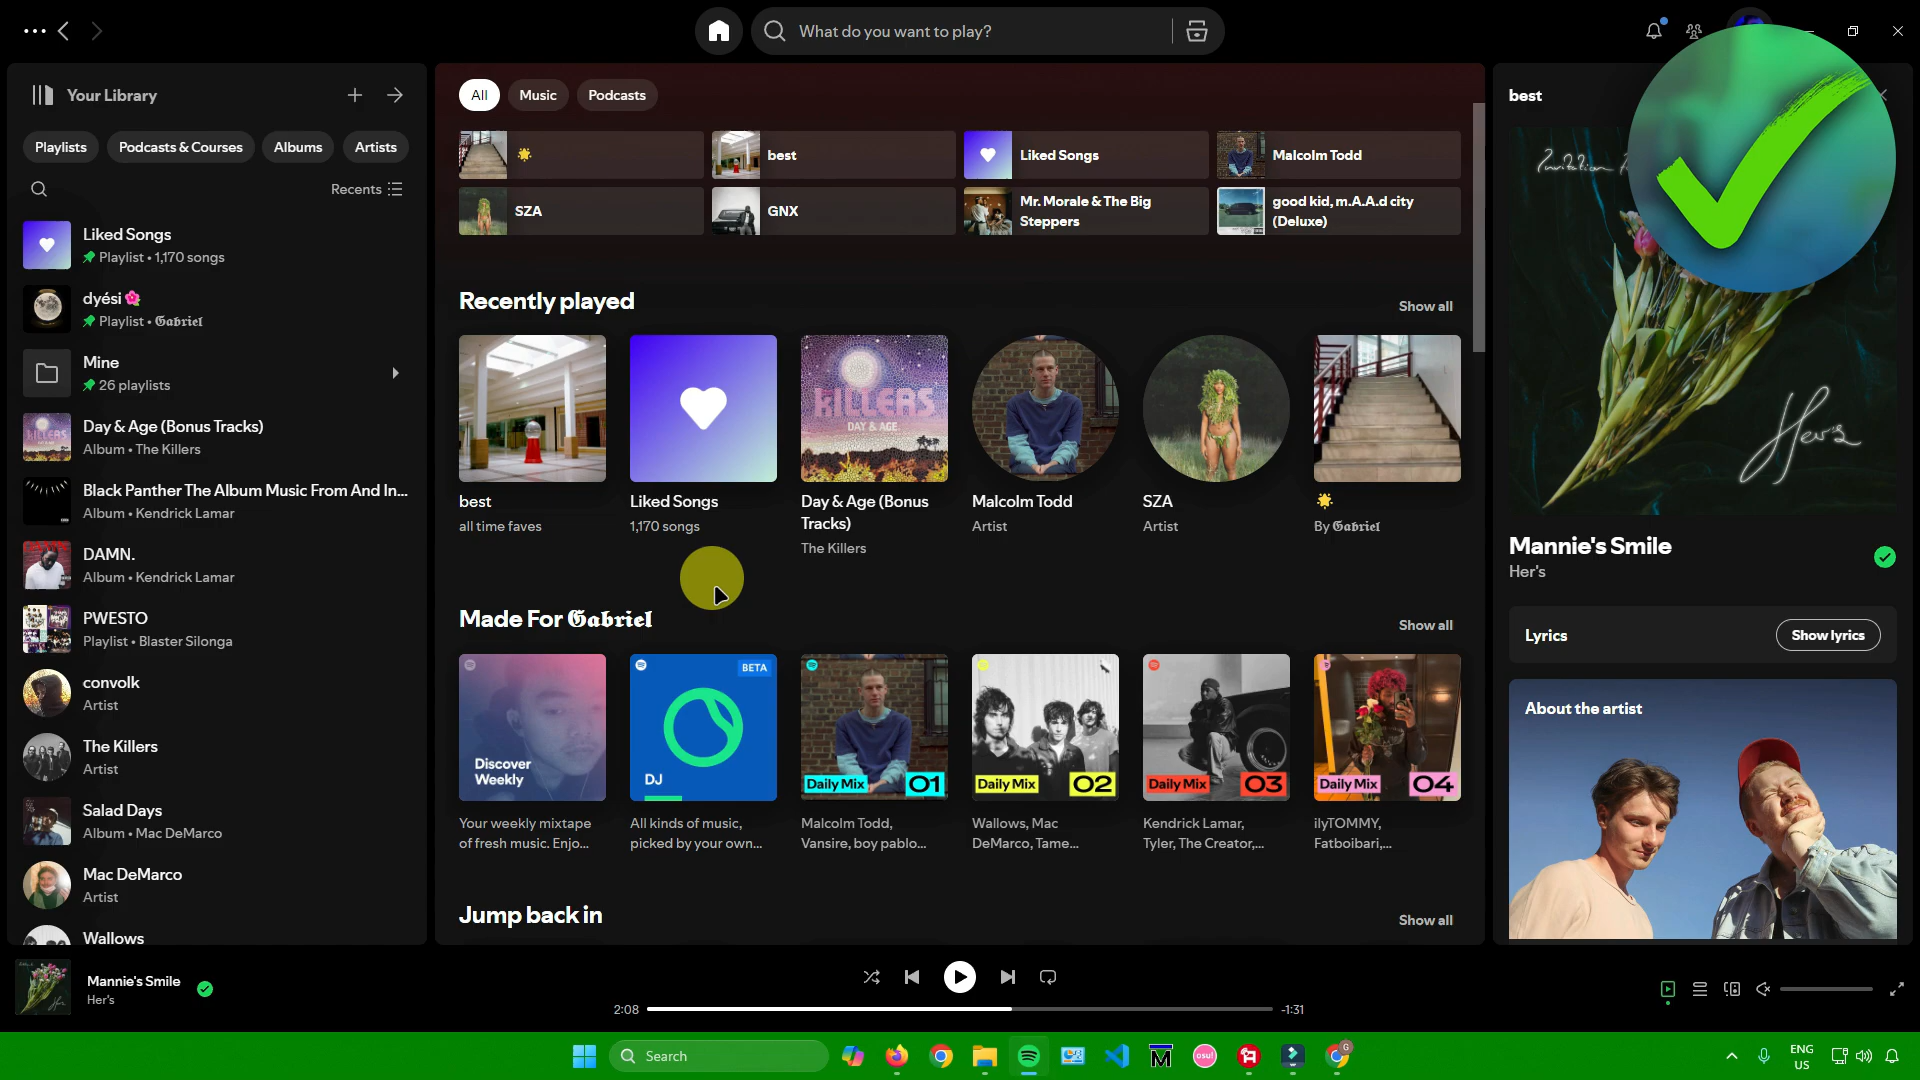 What do you want to play?
Your Library
Playlists
Podcasts & Courses
Albums
Artists
Recents
Liked Songs
Playlist • 1,170 songs
dyési
Playlist • 𝕲𝖆𝖇𝖗𝖎𝖊𝖑
Mine
26 playlists
Day & Age (Bonus Tracks)
Album • The Killers
Black Panther The Album Music From And In...
Album • Kendrick Lamar
DAMN.
Album • Kendrick Lamar
PWESTO
Playlist • Blaster Silonga
convolk
Artist
The Killers
Artist
Salad Days
Album • Mac DeMarco
Mac DeMarco
Artist
Wallows
All
Music
Podcasts
best
Liked Songs
Malcolm Todd
SZA
GNX
Mr. Morale & The Big
Steppers
good kid, m.A.A.d city
(Deluxe)
Recently played
Show all
KILLERS
DAY & AGE
best
all time faves
Liked Songs
1,170 songs
Day & Age (Bonus
Tracks)
The Killers
Malcolm Todd
Artist
SZA
Artist
By 𝕲𝖆𝖇𝖗𝖎𝖊𝖑
Made For 𝕲𝖆𝖇𝖗𝖎𝖊𝖑
Show all
Discover
Weekly
BETA
DJ
Daily Mix 01
Daily Mix 02
Daily Mix 03
Daily Mix 04
Your weekly mixtape
of fresh music. Enjo...
All kinds of music,
picked by your own...
Malcolm Todd,
Vansire, boy pablo...
Wallows, Mac
DeMarco, Tame...
Kendrick Lamar,
Tyler, The Creator,...
ilyTOMMY,
Fatboibari,...
Jump back in
Show all
best
Invitation
Her's
Mannie's Smile
Her's
Lyrics
Show lyrics
About the artist
Mannie's Smile
Her's
2:08
-1:31
Search
osu!
G
ENG
US